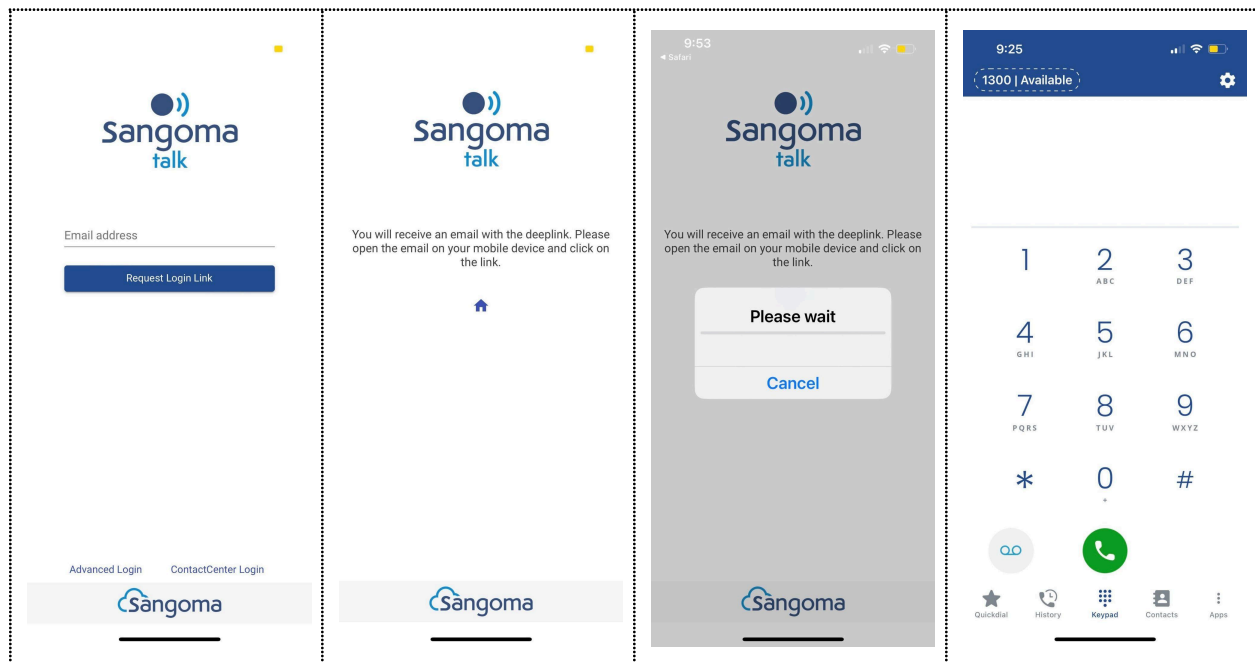 Sangoma
talk
Email address
Request Login Link
Advanced Login ContactCenter Login
Sangoma
Sangoma
talk
You will receive an email with the deeplink. Please
open the email on your mobile device and click on
the link.
Sangoma
9:53
◀ Safari
Sangoma
talk
You will receive an email with the deeplink. Please
open the email on your mobile device and click on
the link.
Please wait
Cancel
Sangoma
9:25
1300 | Available
1 2 3
ABC DEF
4 5 6
GHI JKL MNO
7 8 9
PQRS TUV WXYZ
* 0 #
Quickdial History Keypad Contacts Apps